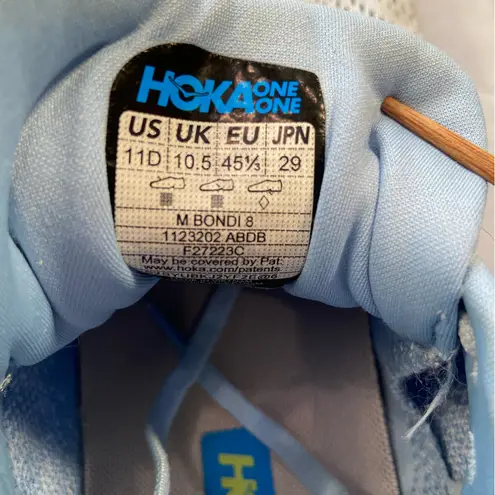 HOKA ONE ONE
US UK EU JPN
11D 10.5 45⅓ 29
M BONDI 8
1123202 ABDB
F27223C
May be covered by Pat.
www.hoka.com/patents